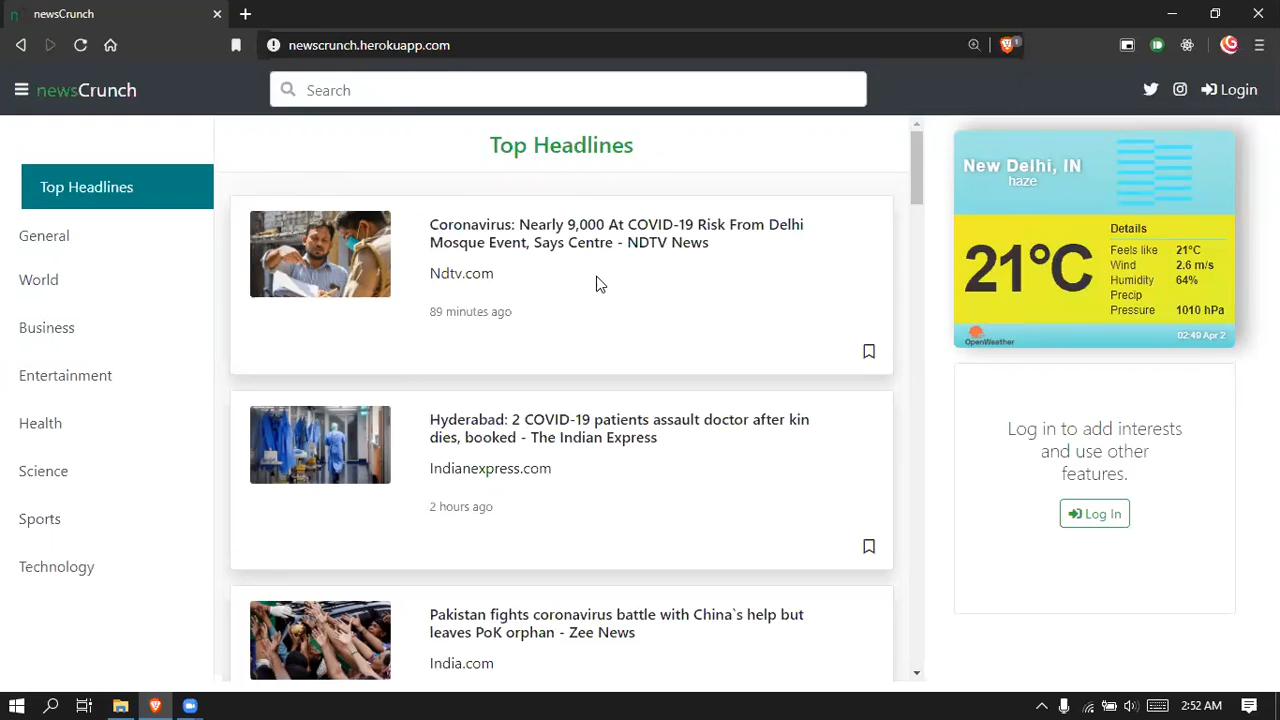 newsCrunch
newscrunch.herokuapp.com
1
newsCrunch
Search
Login
Top Headlines
General
World
Business
Entertainment
Health
Science
Sports
Technology
Top Headlines
Coronavirus: Nearly 9,000 At COVID-19 Risk From Delhi
Mosque Event, Says Centre - NDTV News
Ndtv.com
89 minutes ago
Hyderabad: 2 COVID-19 patients assault doctor after kin
dies, booked - The Indian Express
Indianexpress.com
2 hours ago
Pakistan fights coronavirus battle with China`s help but
leaves PoK orphan - Zee News
India.com
New Delhi, IN
haze
21°C
Details
Feels like 21°C
Wind 2.6 m/s
Humidity 64%
Precip
Pressure 1010 hPa
OpenWeather
02:49 Apr 2
Log in to add interests
and use other
features.
Log In
2:52 AM